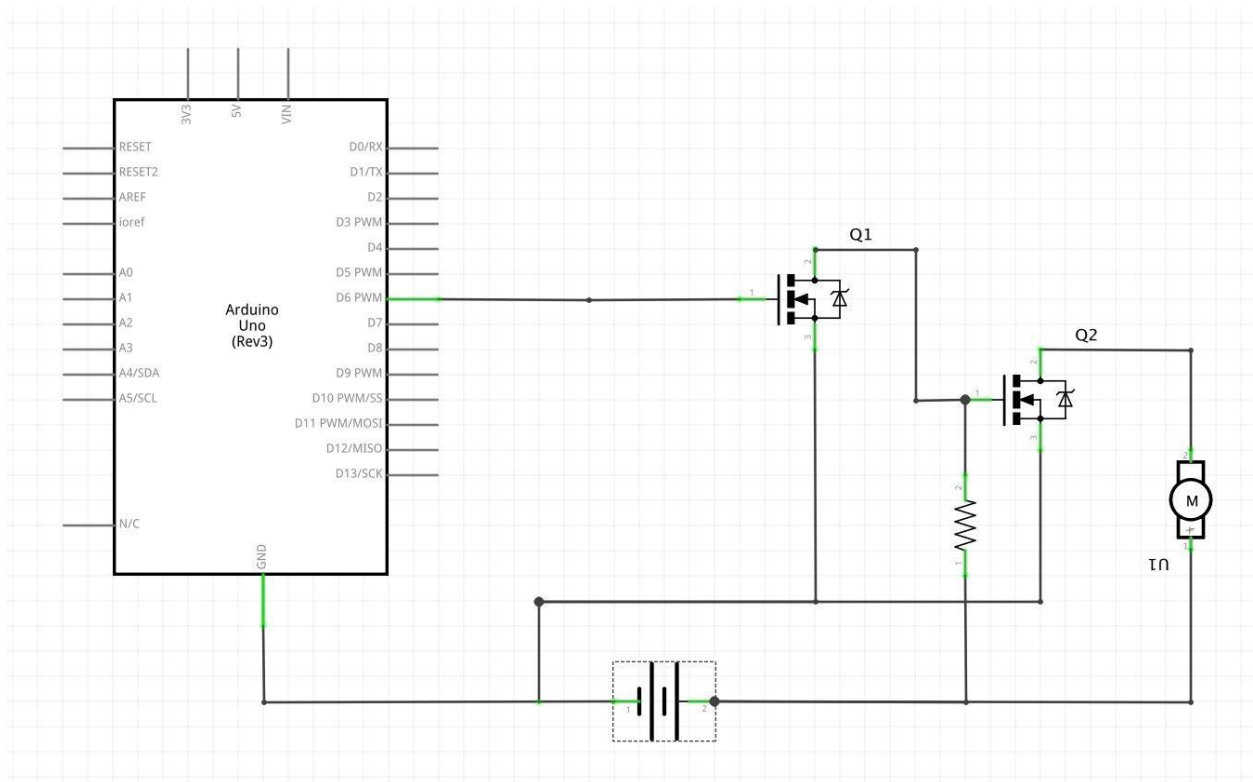 3V3
5V
VIN
RESET
RESET2
AREF
ioref
A0
A1
A2
A3
A4/SDA
A5/SCL
N/C
Arduino
Uno
(Rev3)
D0/RX
D1/TX
D2
D3 PWM
D4
D5 PWM
D6 PWM
D7
D8
D9 PWM
D10 PWM/SS
D11 PWM/MOSI
D12/MISO
D13/SCK
GND
Q1
2
1
3
Q2
2
1
3
2
1
2
M
+
1
U1
1
2